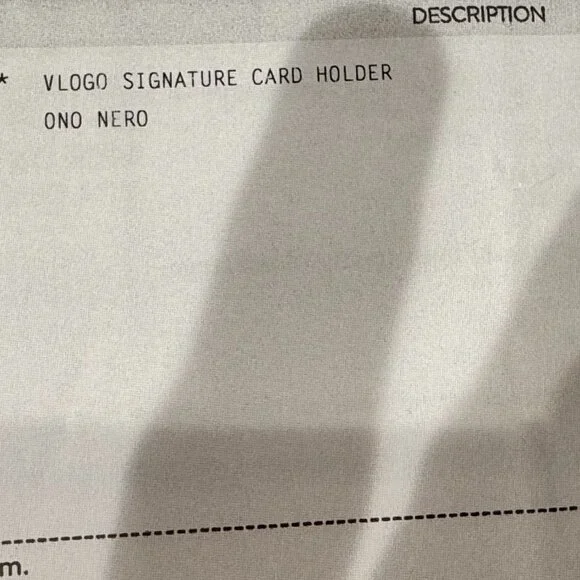 DESCRIPTION
* VLOGO SIGNATURE CARD HOLDER
ONO NERO
m.